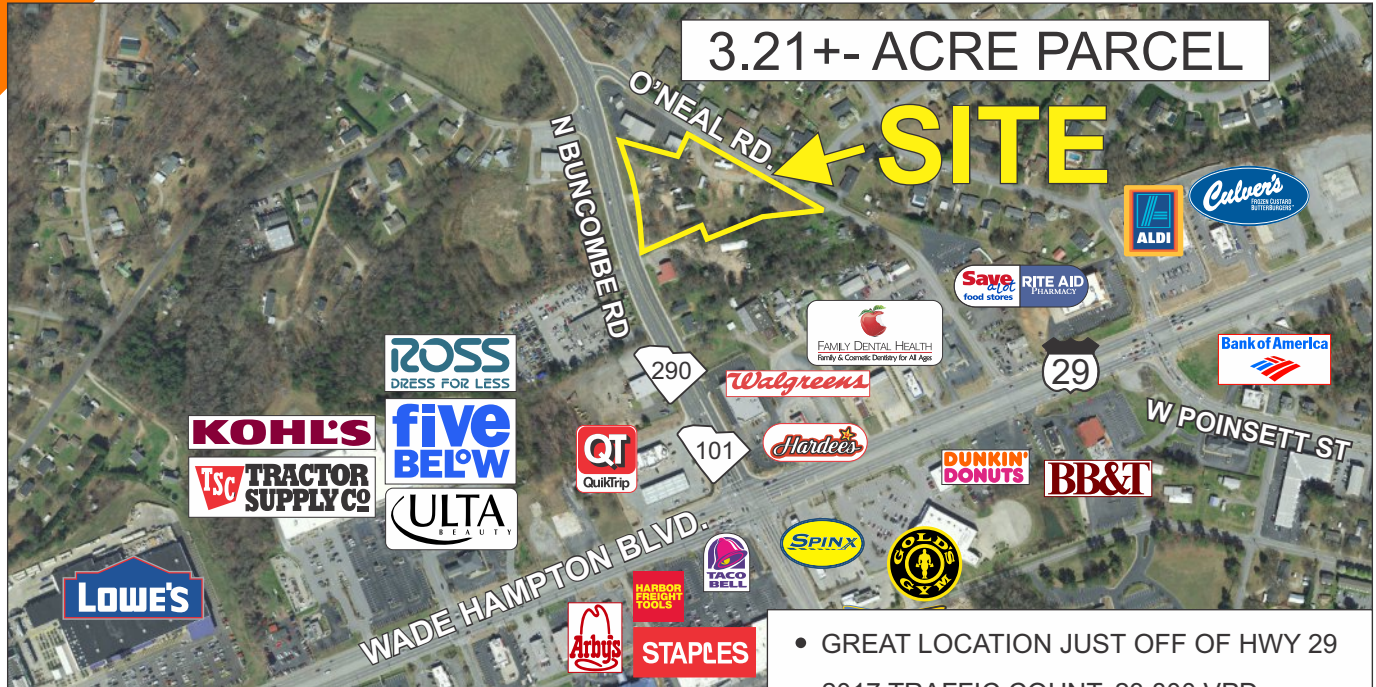 3.21+- ACRE PARCEL
O'NEAL RD.
SITE
N BUNCOMBE RD
Culver's
FROZEN CUSTARD
BUTTERBURGERS
ALDI
Save
a lot
food stores
RITE AID
PHARMACY
FAMILY DENTAL HEALTH
Family & Cosmetic Dentistry for All Ages
ROSS
DRESS FOR LESS
290
Walgreens
29
Bank of America
W POINSETT ST
KOHL'S
five
BELOW
QT
QuikTrip
101
Hardee's
DUNKIN'
DONUTS
BB&T
TSC TRACTOR
SUPPLY CO
ULTA
BEAUTY
WADE HAMPTON BLVD.
SPINX
GOLD'S
GYM
TACO
BELL
LOWE'S
HARBOR
FREIGHT
TOOLS
Arby's
STAPLES
• GREAT LOCATION JUST OFF OF HWY 29
2017 TRAFFIC COUNT
VPD